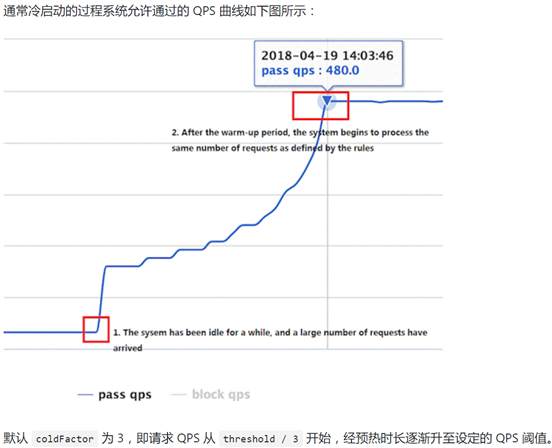 通常冷启动的过程系统允许通过的 QPS 曲线如下图所示：
2018-04-19 14:03:46
pass qps : 480.0
2. After the warm-up period, the system begins to process the
same number of requests as defined by the rules
1. The sysem has been idle for a while, and a large number of requests have
arrived
pass qps
block qps
默认 coldFactor 为 3，即请求 QPS 从 threshold / 3 开始，经预热时长逐渐升至设定的 QPS 阈值。